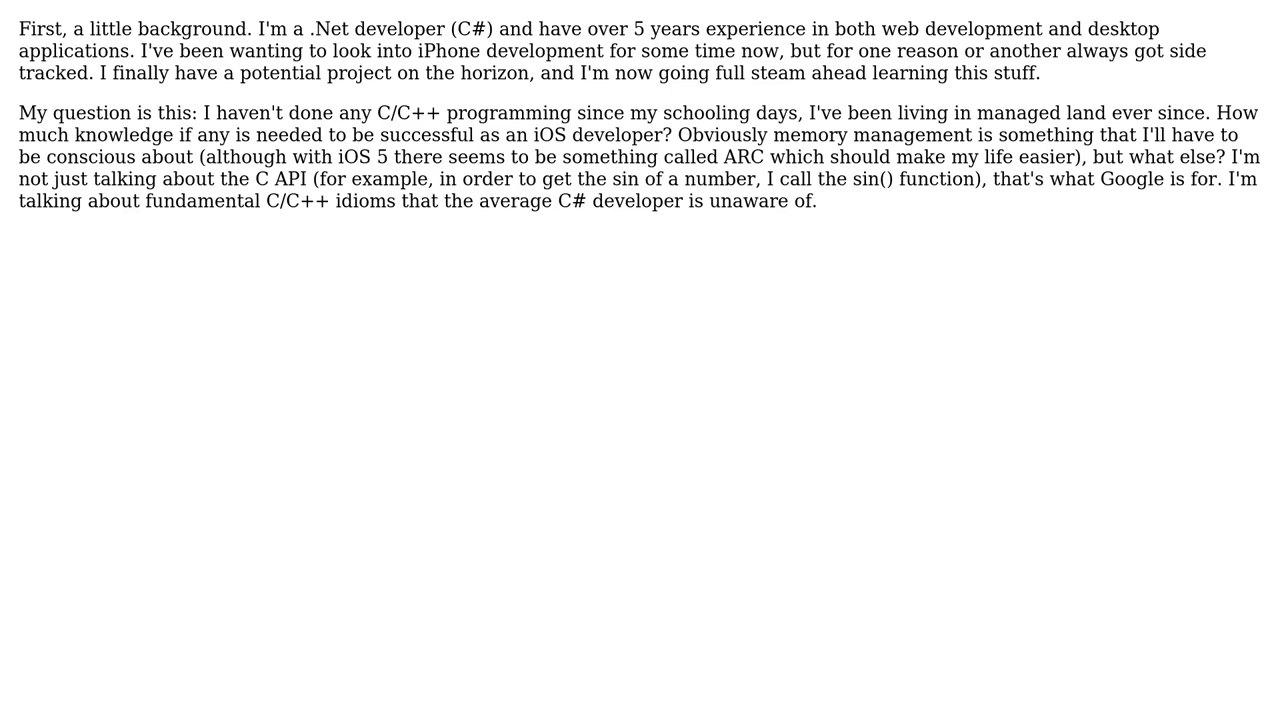 First, a little background. I'm a .Net developer (C#) and have over 5 years experience in both web development and desktop
applications. I've been wanting to look into iPhone development for some time now, but for one reason or another always got side
tracked. I finally have a potential project on the horizon, and I'm now going full steam ahead learning this stuff.
My question is this: I haven't done any C/C++ programming since my schooling days, I've been living in managed land ever since. How
much knowledge if any is needed to be successful as an iOS developer? Obviously memory management is something that I'll have to
be conscious about (although with iOS 5 there seems to be something called ARC which should make my life easier), but what else? I'm
not just talking about the C API (for example, in order to get the sin of a number, I call the sin() function), that's what Google is for. I'm
talking about fundamental C/C++ idioms that the average C# developer is unaware of.